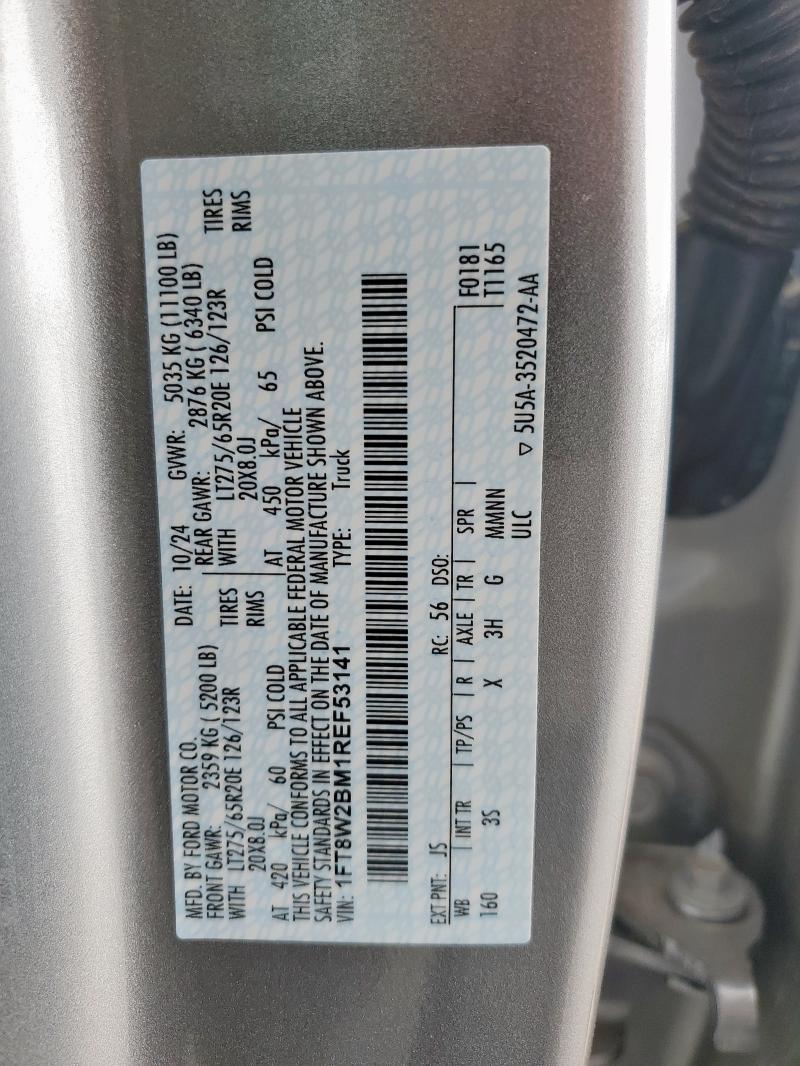 MFD. BY FORD MOTOR CO.
DATE: 10/24 GVWR: 5035 KG (11100 LB)
FRONT GAWR: 2359 KG ( 5200 LB) REAR GAWR: 2876 KG ( 6340 LB)
WITH LT275/65R20E 126/123R TIRES WITH LT275/65R20E 126/123R TIRES
20X8.0J RIMS 20X8.0J RIMS
AT 420 kPa/ 60 PSI COLD AT 450 kPa/ 65 PSI COLD
THIS VEHICLE CONFORMS TO ALL APPLICABLE FEDERAL MOTOR VEHICLE
SAFETY STANDARDS IN EFFECT ON THE DATE OF MANUFACTURE SHOWN ABOVE.
VIN: 1FT8W2BM1REF53141 TYPE: Truck
EXT PNT: JS RC: 56 DSO:
WB INT TR TP/PS R AXLE TR SPR F0181
160 3S X 3H G MMNN T1165
ULC
▽ 5U5A-3520472-AA